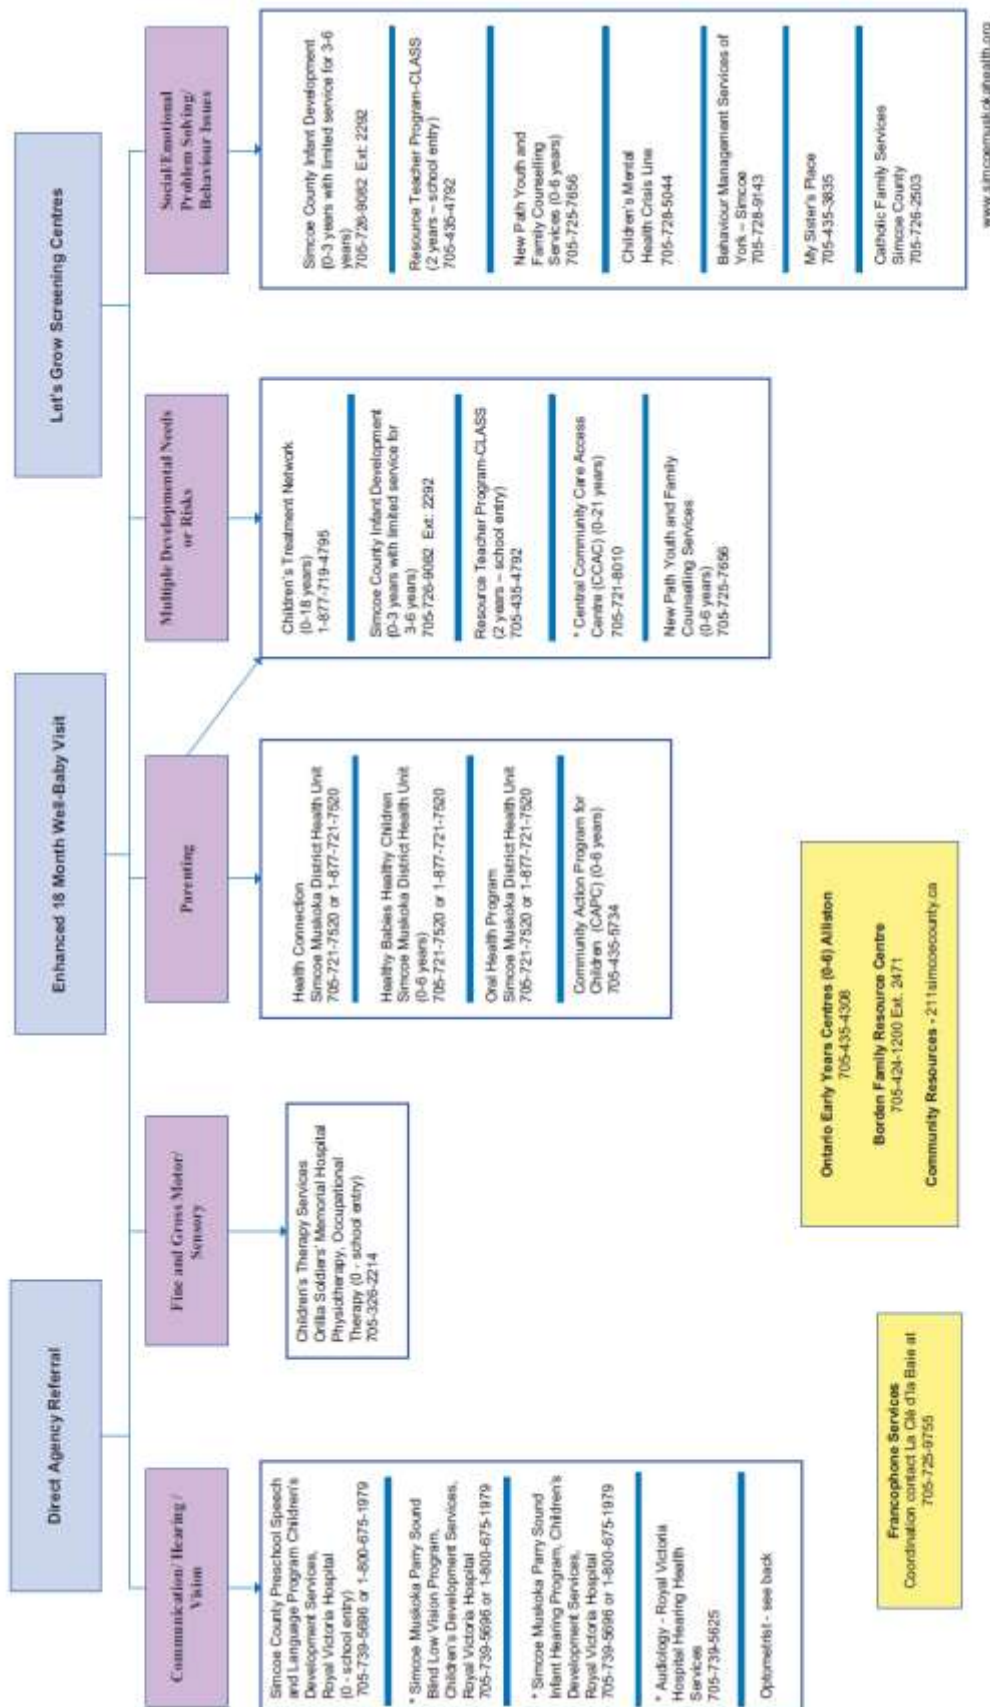 Direct Agency Referral
Enhanced 18 Month Well-Baby Visit
Let's Grow Screening Centres
Communication/ Hearing /
Vision
Fine and Gross Motor/
Sensory
Parenting
Multiple Developmental Needs
or Risks
Social/Emotional
Problem Solving/
Behaviour Issues
Simcoe County Preschool Speech
and Language Program Children's
Development Services,
Royal Victoria Hospital
(0 - school entry)
705-739-5696 or 1-800-675-1979
* Simcoe Muskoka Parry Sound
Blind Low Vision Program,
Children's Development Services,
Royal Victoria Hospital
705-739-5696 or 1-800-675-1979
* Simcoe Muskoka Parry Sound
Infant Hearing Program, Children's
Development Services,
Royal Victoria Hospital
705-739-5696 or 1-800-675-1979
* Audiology - Royal Victoria
Hospital Hearing Health
Services
705-739-5625
Optometrist - see back
Children's Therapy Services
Orillia Soldiers' Memorial Hospital
Physiotherapy, Occupational
Therapy (0 - school entry)
705-326-2214
Health Connection
Simcoe Muskoka District Health Unit
705-721-7520 or 1-877-721-7520
Healthy Babies Healthy Children
Simcoe Muskoka District Health Unit
(0-6 years)
705-721-7520 or 1-877-721-7520
Oral Health Program
Simcoe Muskoka District Health Unit
705-721-7520 or 1-877-721-7520
Community Action Program for
Children (CAPC) (0-6 years)
705-435-5734
Children's Treatment Network
(0-18 years)
1-877-719-4795
Simcoe County Infant Development
(0-3 years with limited service for
3-6 years)
705-726-9082 Ext: 2292
Resource Teacher Program-CLASS
(2 years – school entry)
705-435-4792
* Central Community Care Access
Centre (CCAC) (0-21 years)
705-721-8010
New Path Youth and Family
Counselling Services
(0-6 years)
705-725-7656
Simcoe County Infant Development
(0-3 years with limited service for 3-6
years)
705-726-9082 Ext: 2292
Resource Teacher Program-CLASS
(2 years – school entry)
705-435-4792
New Path Youth and
Family Counselling
Services (0-6 years)
705-725-7656
Children's Mental
Health Crisis Line
705-728-5044
Behaviour Management Services of
York – Simcoe
705-728-9143
My Sister's Place
705-435-3835
Catholic Family Services
Simcoe County
705-726-2503
Francophone Services
Coordination contact La Clé d'la Baie at
705-725-9755
Ontario Early Years Centres (0-6) Alliston
705-435-4308
Borden Family Resource Centre
705-424-1200 Ext. 2471
Community Resources - 211simcoecounty.ca
www.simcoemuskokahealth.org